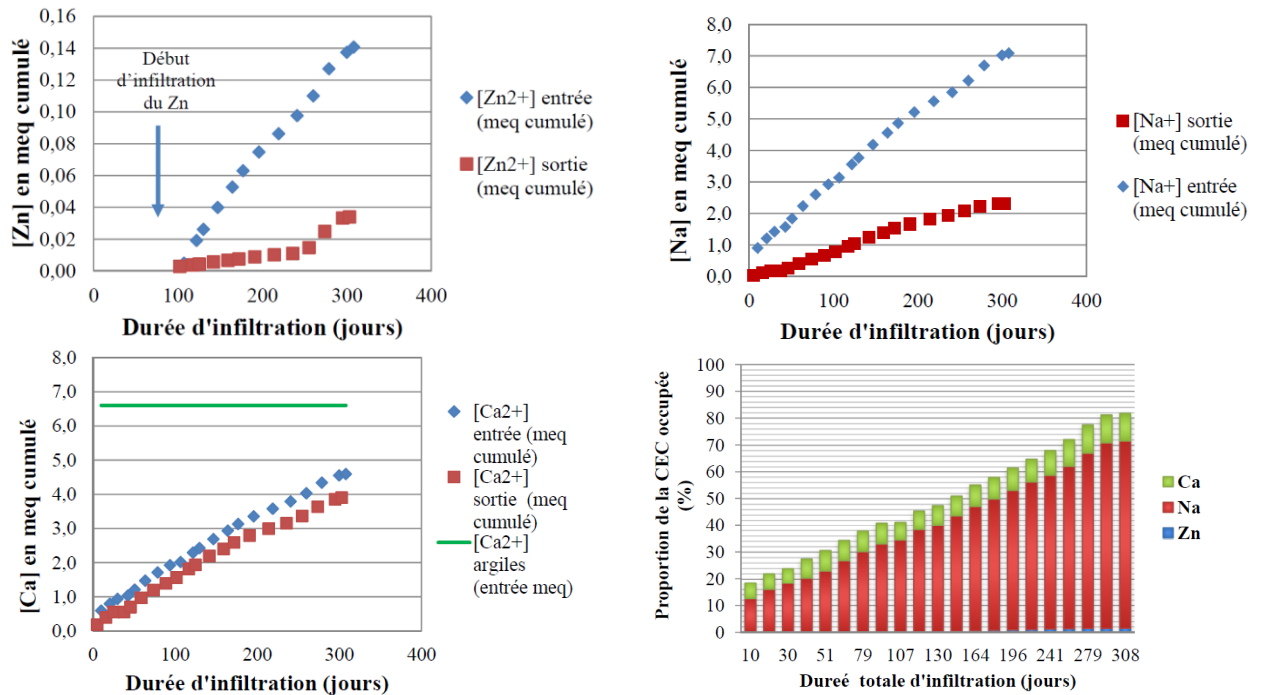 0,16
0,14
0,12
0,10
0,08
0,06
0,04
0,02
0,00
[Zn] en meq cumulé
Début
d'infiltration
du Zn
0 100 200 300 400
Durée d'infiltration (jours)
[Zn2+] entrée
(meq cumulé)
[Zn2+] sortie
(meq cumulé)
8,0
7,0
6,0
5,0
4,0
3,0
2,0
1,0
0,0
[Na] en meq cumulé
0 100 200 300 400
Durée d'infiltration (jours)
[Na+] sortie
(meq cumulé)
[Na+] entrée
(meq cumulé)
8,0
7,0
6,0
5,0
4,0
3,0
2,0
1,0
0,0
[Ca] en meq cumulé
0 100 200 300 400
Durée d'infiltration (jours)
[Ca2+]
entrée (meq
cumulé)
[Ca2+]
sortie (meq
cumulé)
[Ca2+]
argiles
(entrée meq)
100
90
80
70
60
50
40
30
20
10
0
Proportion de la CEC occupée
(%)
10 30 51 79 107 130 164 196 241 279 308
Dureé totale d'infiltration (jours)
Ca
Na
Zn